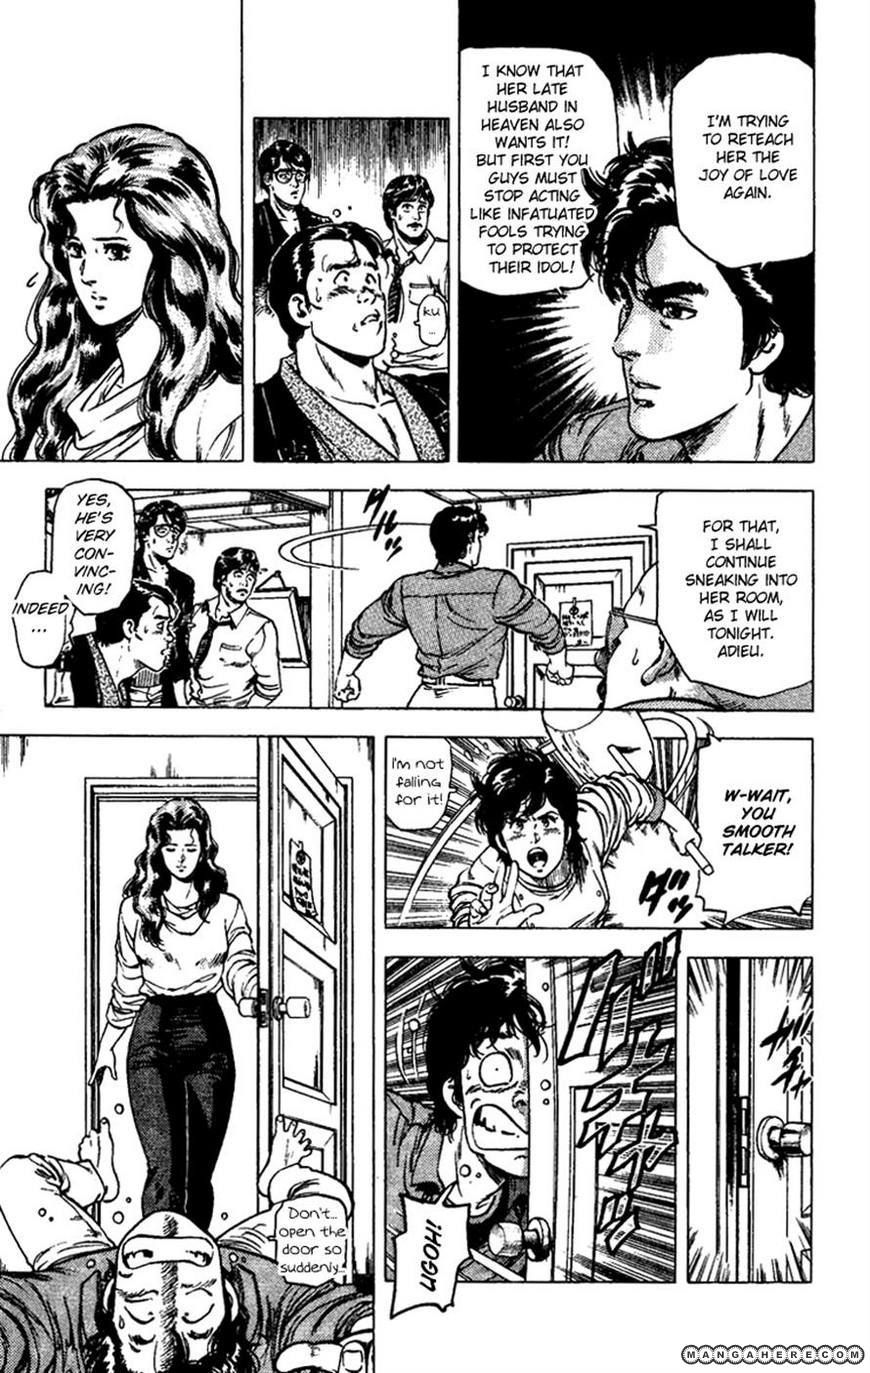 I'M TRYING
TO RETEACH
HER THE
JOY OF LOVE
AGAIN.
I KNOW THAT
HER LATE
HUSBAND IN
HEAVEN ALSO
WANTS IT!
BUT FIRST YOU
GUYS MUST
STOP ACTING
LIKE INFATUATED
FOOLS TRYING
TO PROTECT
THEIR IDOL!
KU
...
FOR THAT,
I SHALL
CONTINUE
SNEAKING INTO
HER ROOM,
AS I WILL
TONIGHT.
ADIEU.
YES,
HE'S
VERY
CON-
VINC-
ING!
INDEED
...
W-WAIT,
YOU
SMOOTH
TALKER!
I'm not
falling
for it!
UGOH!
Don't...
open the
door so
suddenly...
MANGAHERE.COM